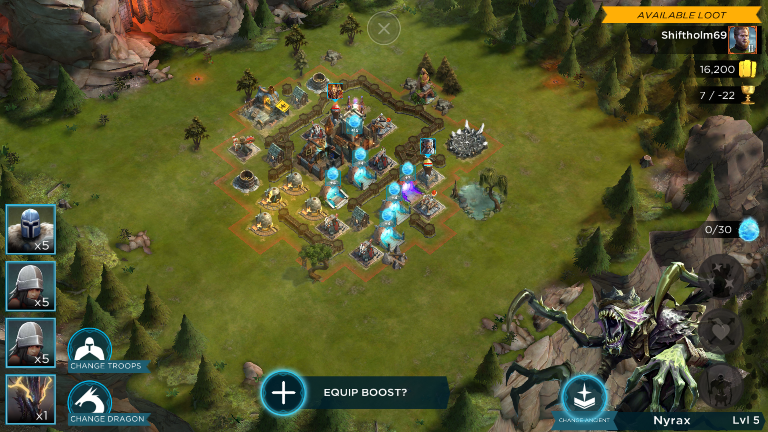 AVAILABLE LOOT
Shiftholm69
16,200
7 / -22
0/30
x5
x5
x5
CHANGE TROOPS
x1
CHANGE DRAGON
EQUIP BOOST?
CHANGE ANCIENT
Nyrax Lvl 5